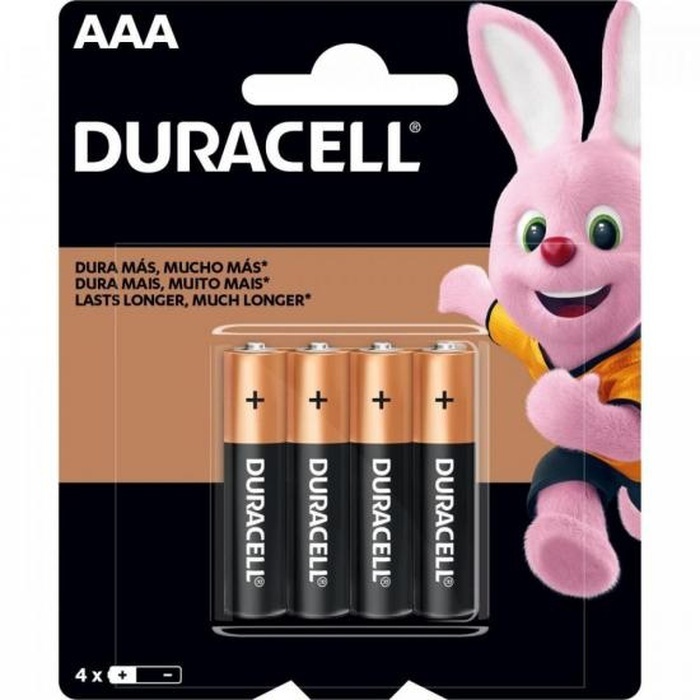 AAA
DURACELL®
DURA MÁS, MUCHO MÁS*
DURA MAIS, MUITO MAIS*
LASTS LONGER, MUCH LONGER*
+ + + +
DURACELL®
DURACELL®
DURACELL®
DURACELL®
4 x + −